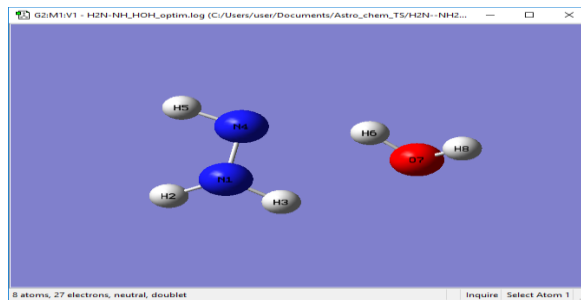 G2:M1:V1 - H2N-NH_HOH_optim.log (C:/Users/user/Documents/Astro_chem_TS/H2N--NH2...
H5
N4
H6
O7
H8
N1
H2
H3
8 atoms, 27 electrons, neutral, doublet
Inquire Select Atom 1